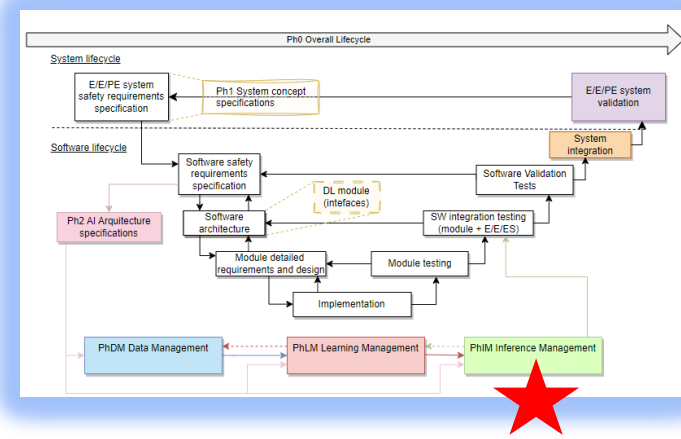 Ph0 Overall Lifecycle
System lifecycle
E/E/PE system
safety requirements
specification
Ph1 System concept
specifications
E/E/PE system
validation
System
integration
Software lifecycle
Software safety
requirements
specification
Software Validation
Tests
DL module
(intefaces)
Ph2 AI Arquitecture
specifications
Software
architecture
SW integration testing
(module + E/E/ES)
Module detailed
requirements and design
Module testing
Implementation
PhDM Data Management
PhLM Learning Management
PhIM Inference Management